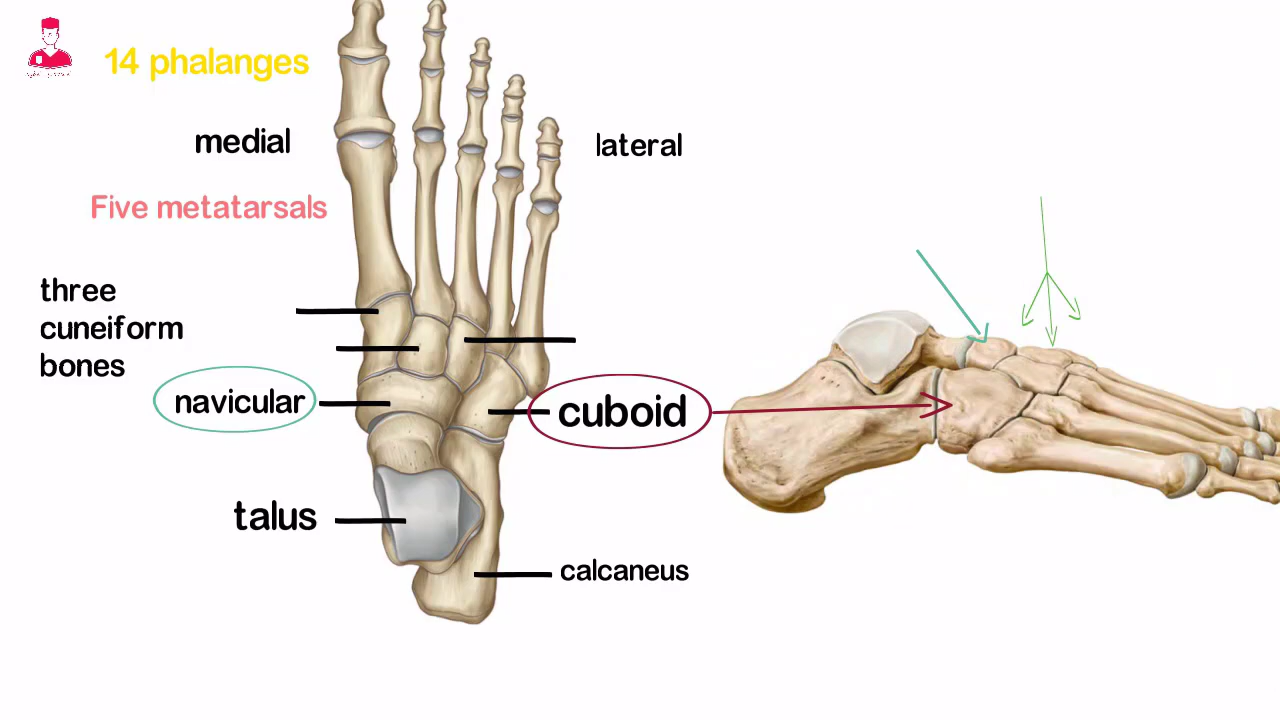 14 phalanges
medial
lateral
Five metatarsals
three
cuneiform
bones
navicular
cuboid
talus
calcaneus